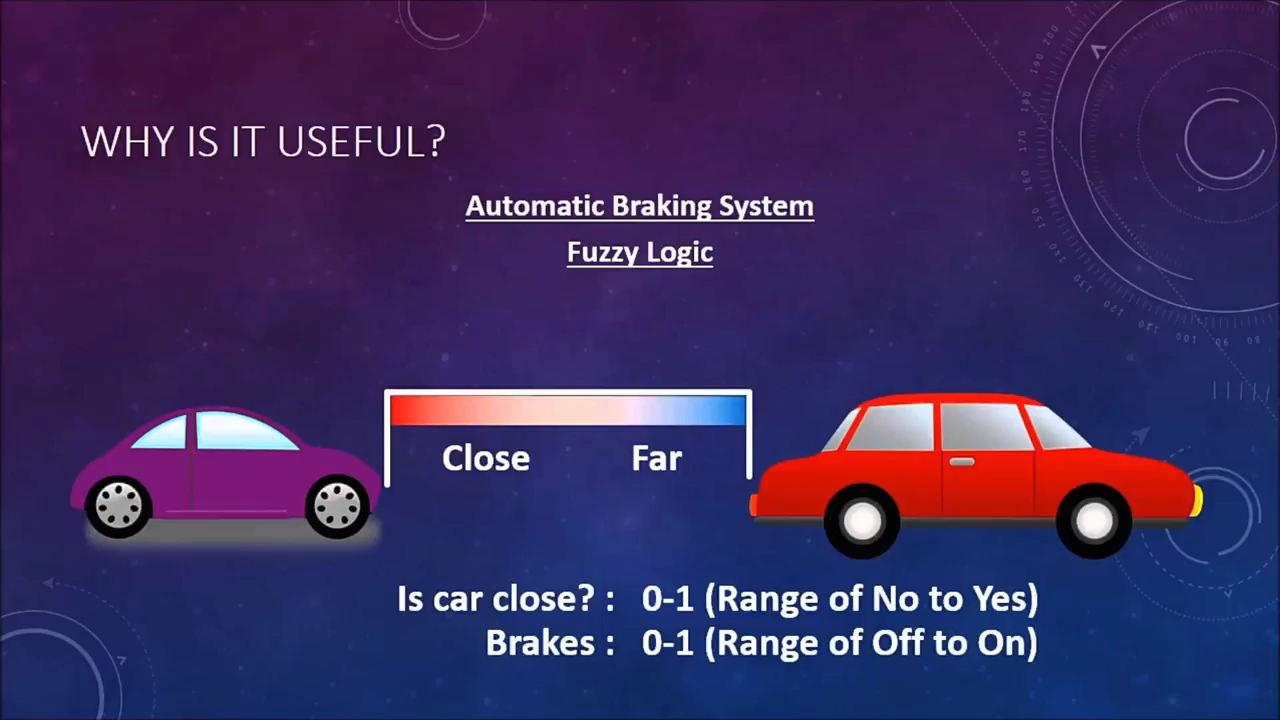 WHY IS IT USEFUL?
Automatic Braking System
Fuzzy Logic
Close Far
Is car close? : 0-1 (Range of No to Yes)
Brakes : 0-1 (Range of Off to On)